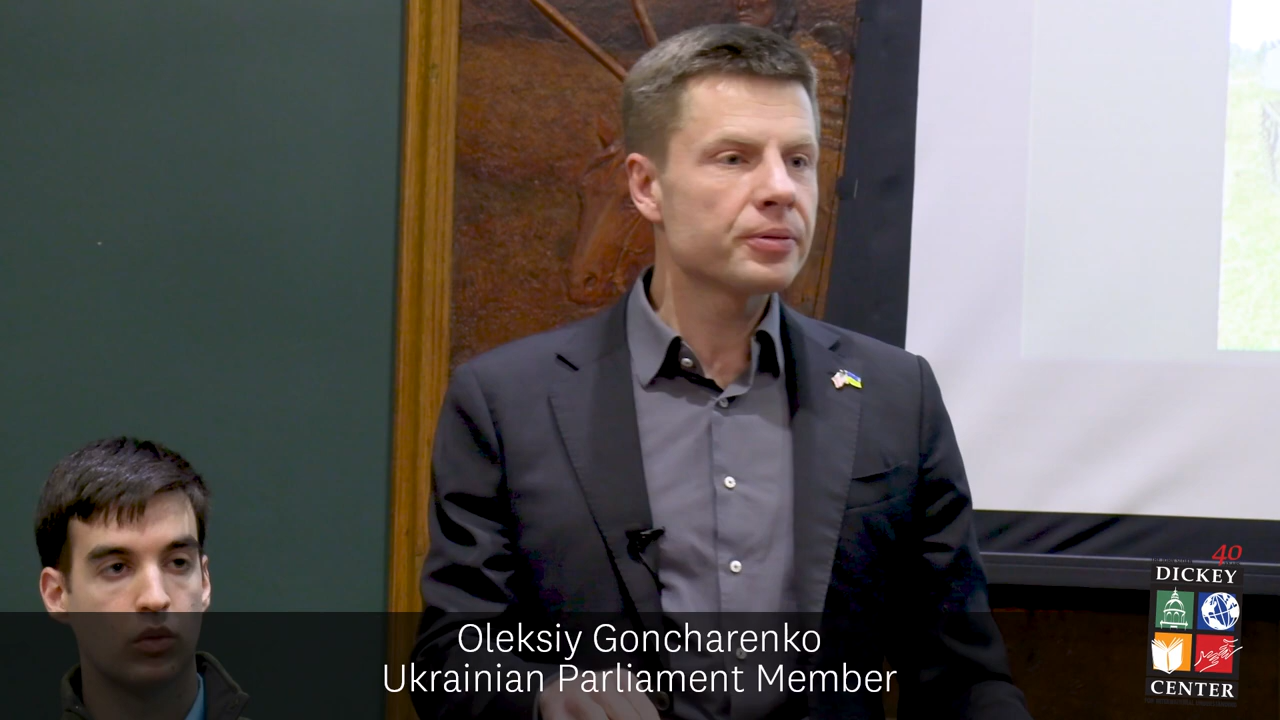 Oleksiy Goncharenko
Ukrainian Parliament Member
40
DICKEY
CENTER